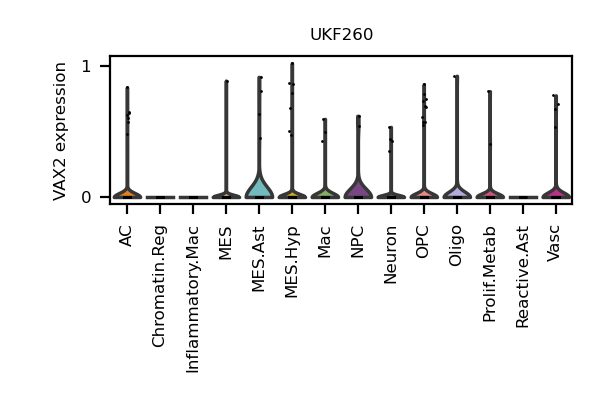 UKF260
VAX2 expression
1
0
AC
Chromatin.Reg
Inflammatory.Mac
MES
MES.Ast
MES.Hyp
Mac
NPC
Neuron
OPC
Oligo
Prolif.Metab
Reactive.Ast
Vasc